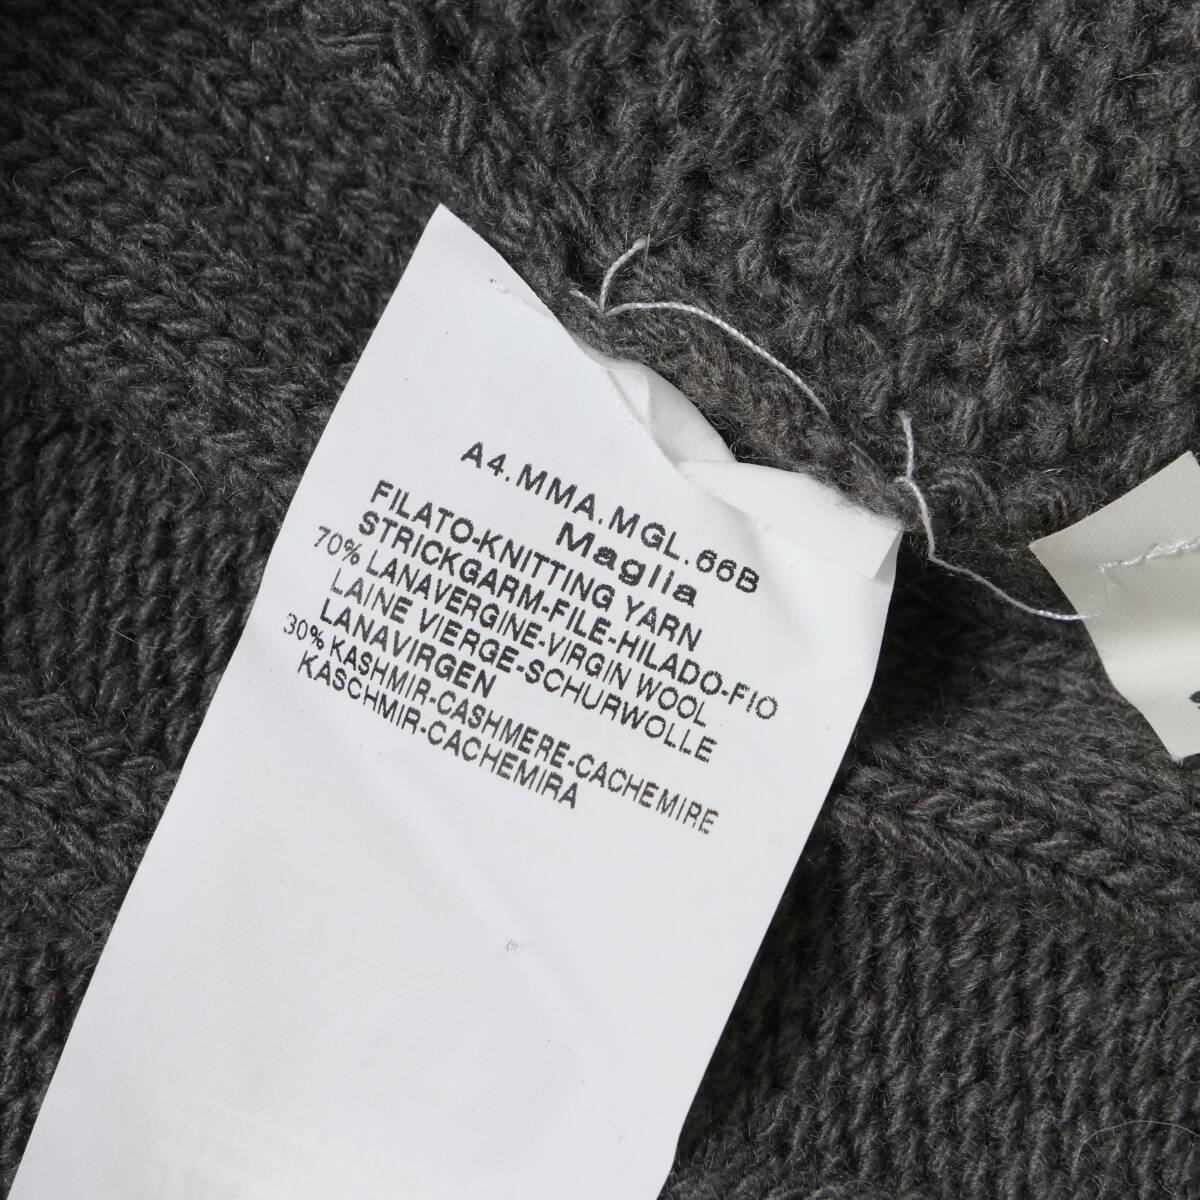 A4.MMA.MGL.66B
Maglia
FILATO-KNITTING YARN
STRICKGARM-FILE-HILADO-FIO
70% LANAVERGINE-VIRGIN WOOL
LAINE VIERGE-SCHURWOLLE
LANAVIRGEN
30% KASHMIR-CASHMERE-CACHEMIRE
KASCHMIR-CACHEMIRA